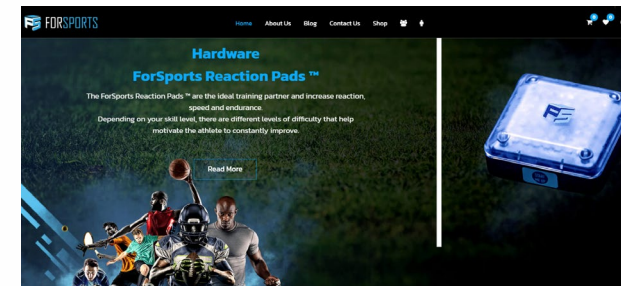 FORSPORTS
Home About Us Blog Contact Us Shop
0 0
Hardware
ForSports Reaction Pads ™
The ForSports Reaction Pads ™ are the ideal training partner and increase reaction,
speed and endurance.
Depending on your skill level, there are different levels of difficulty that help
motivate the athlete to constantly improve.
Read More
FS